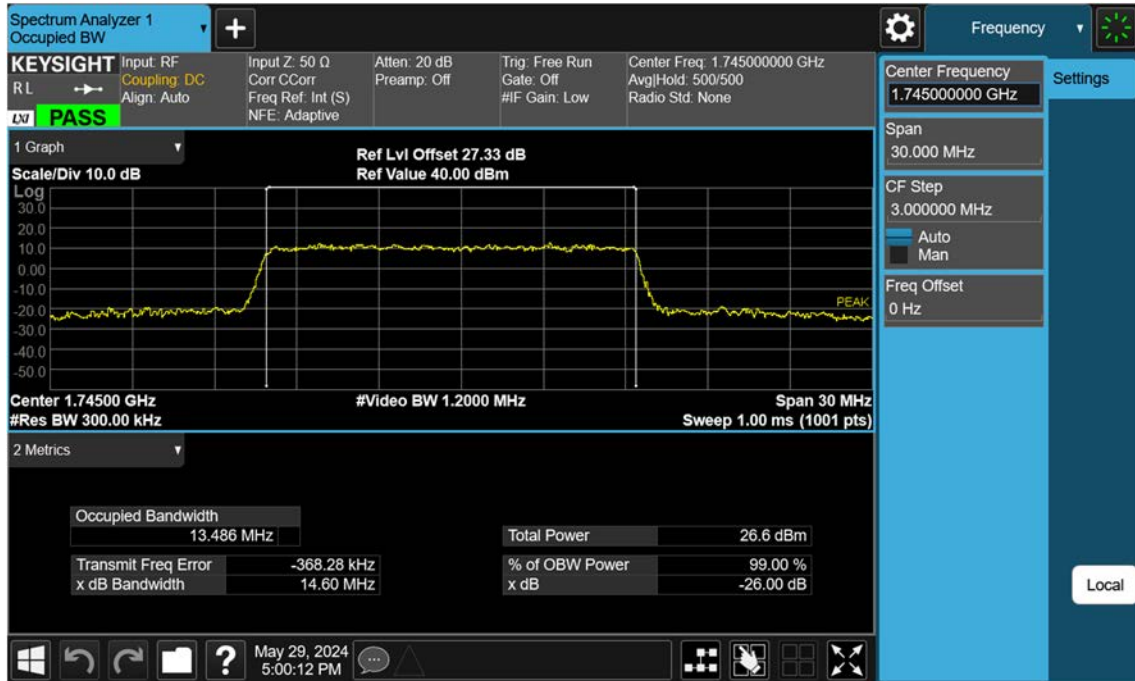 Spectrum Analyzer 1
Occupied BW
+
Frequency
KEYSIGHT
RL
LXI PASS
Input: RF
Coupling: DC
Align: Auto
Input Z: 50 Ω
Corr CCorr
Freq Ref: Int (S)
NFE: Adaptive
Atten: 20 dB
Preamp: Off
Trig: Free Run
Gate: Off
#IF Gain: Low
Center Freq: 1.745000000 GHz
Avg|Hold: 500/500
Radio Std: None
1 Graph
Scale/Div 10.0 dB
Ref Lvl Offset 27.33 dB
Ref Value 40.00 dBm
Log
30.0
20.0
10.0
0.00
-10.0
-20.0
-30.0
-40.0
-50.0
PEAK
Center 1.74500 GHz
#Video BW 1.2000 MHz
Span 30 MHz
#Res BW 300.00 kHz
Sweep 1.00 ms (1001 pts)
2 Metrics
Occupied Bandwidth
13.486 MHz
Total Power 26.6 dBm
Transmit Freq Error -368.28 kHz
% of OBW Power 99.00 %
x dB Bandwidth 14.60 MHz
x dB -26.00 dB
?
May 29, 2024
5:00:12 PM
Center Frequency
1.745000000 GHz
Settings
Span
30.000 MHz
CF Step
3.000000 MHz
Auto
Man
Freq Offset
0 Hz
Local